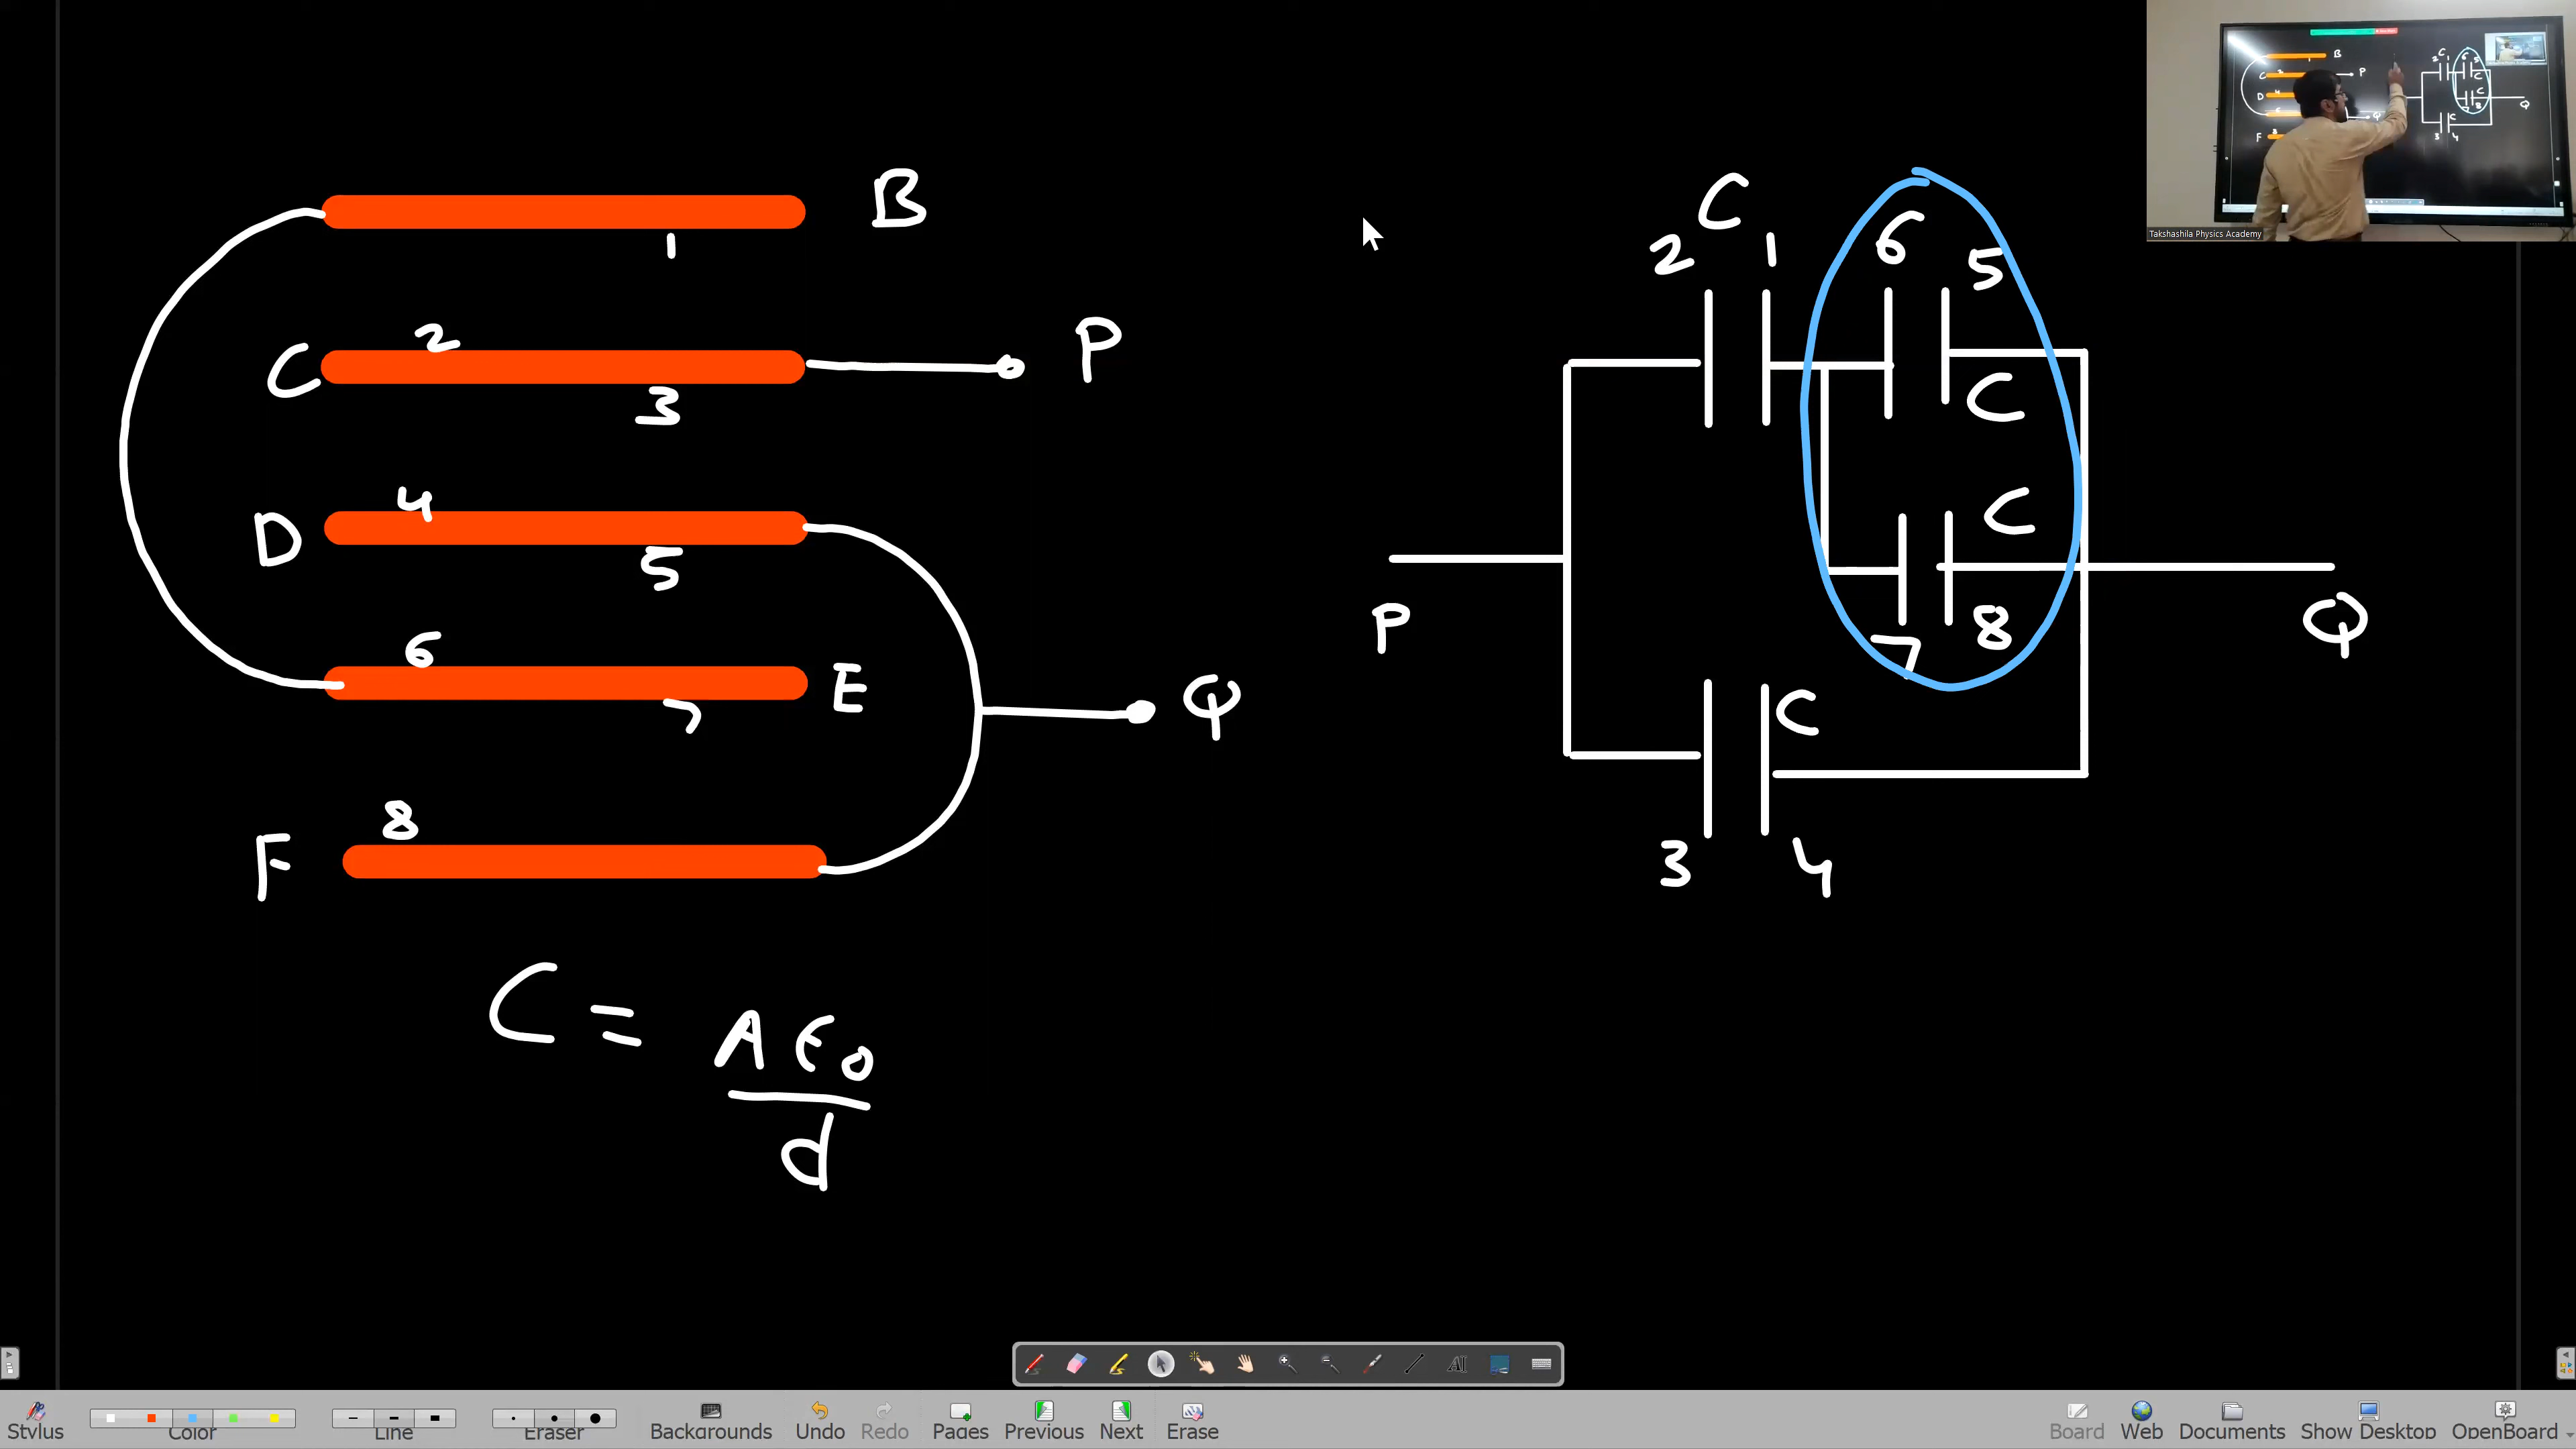 B
1
C 2 P
3
D 4
5
6
E
7
Q
8
F
C = Aϵ0
d
C
2 1 6 5
C
C
P 7 8 Q
C
3 4
Takshashila Physics Academy
Stylus Color Line Eraser Backgrounds Undo Redo Pages Previous Next Erase Board Web Documents Show Desktop OpenBoard